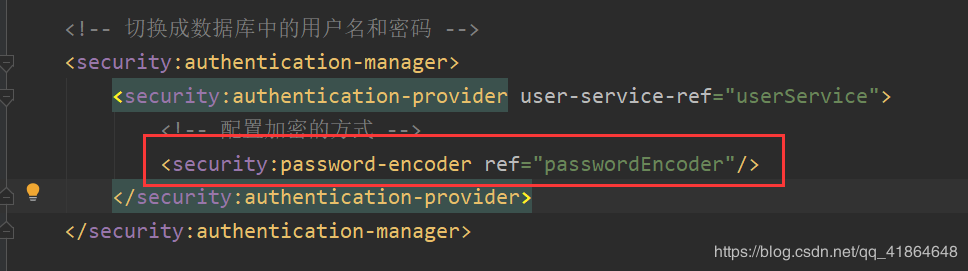 <!-- 切换成数据库中的用户名和密码 -->
<security:authentication-manager>
<security:authentication-provider user-service-ref="userService">
<!-- 配置加密的方式 -->
<security:password-encoder ref="passwordEncoder"/>
</security:authentication-provider>
</security:authentication-manager>
https://blog.csdn.net/qq_41864648